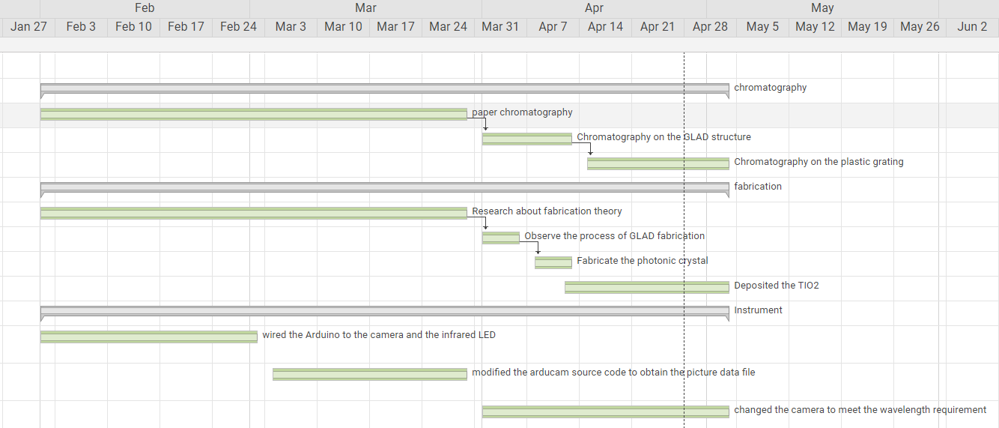 Feb Mar Apr May
Jan 27 Feb 3 Feb 10 Feb 17 Feb 24 Mar 3 Mar 10 Mar 17 Mar 24 Mar 31 Apr 7 Apr 14 Apr 21 Apr 28 May 5 May 12 May 19 May 26 Jun 2
chromatography
paper chromatography
Chromatography on the GLAD structure
Chromatography on the plastic grating
fabrication
Research about fabrication theory
Observe the process of GLAD fabrication
Fabricate the photonic crystal
Deposited the TIO2
Instrument
wired the Arduino to the camera and the infrared LED
modified the arducam source code to obtain the picture data file
changed the camera to meet the wavelength requirement